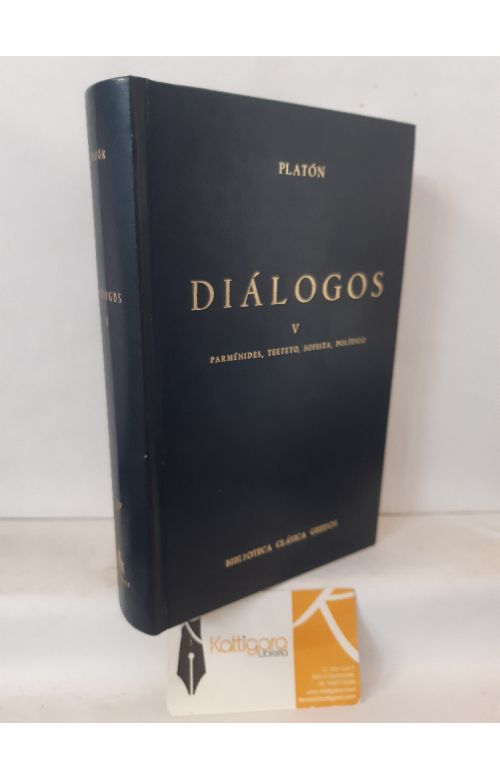 PLATÓN
DIÁLOGOS
V
PARMÉNIDES, TEETETO, SOFISTA, POLÍTICO
BIBLIOTECA CLÁSICA GREDOS
Kattigara
Librería